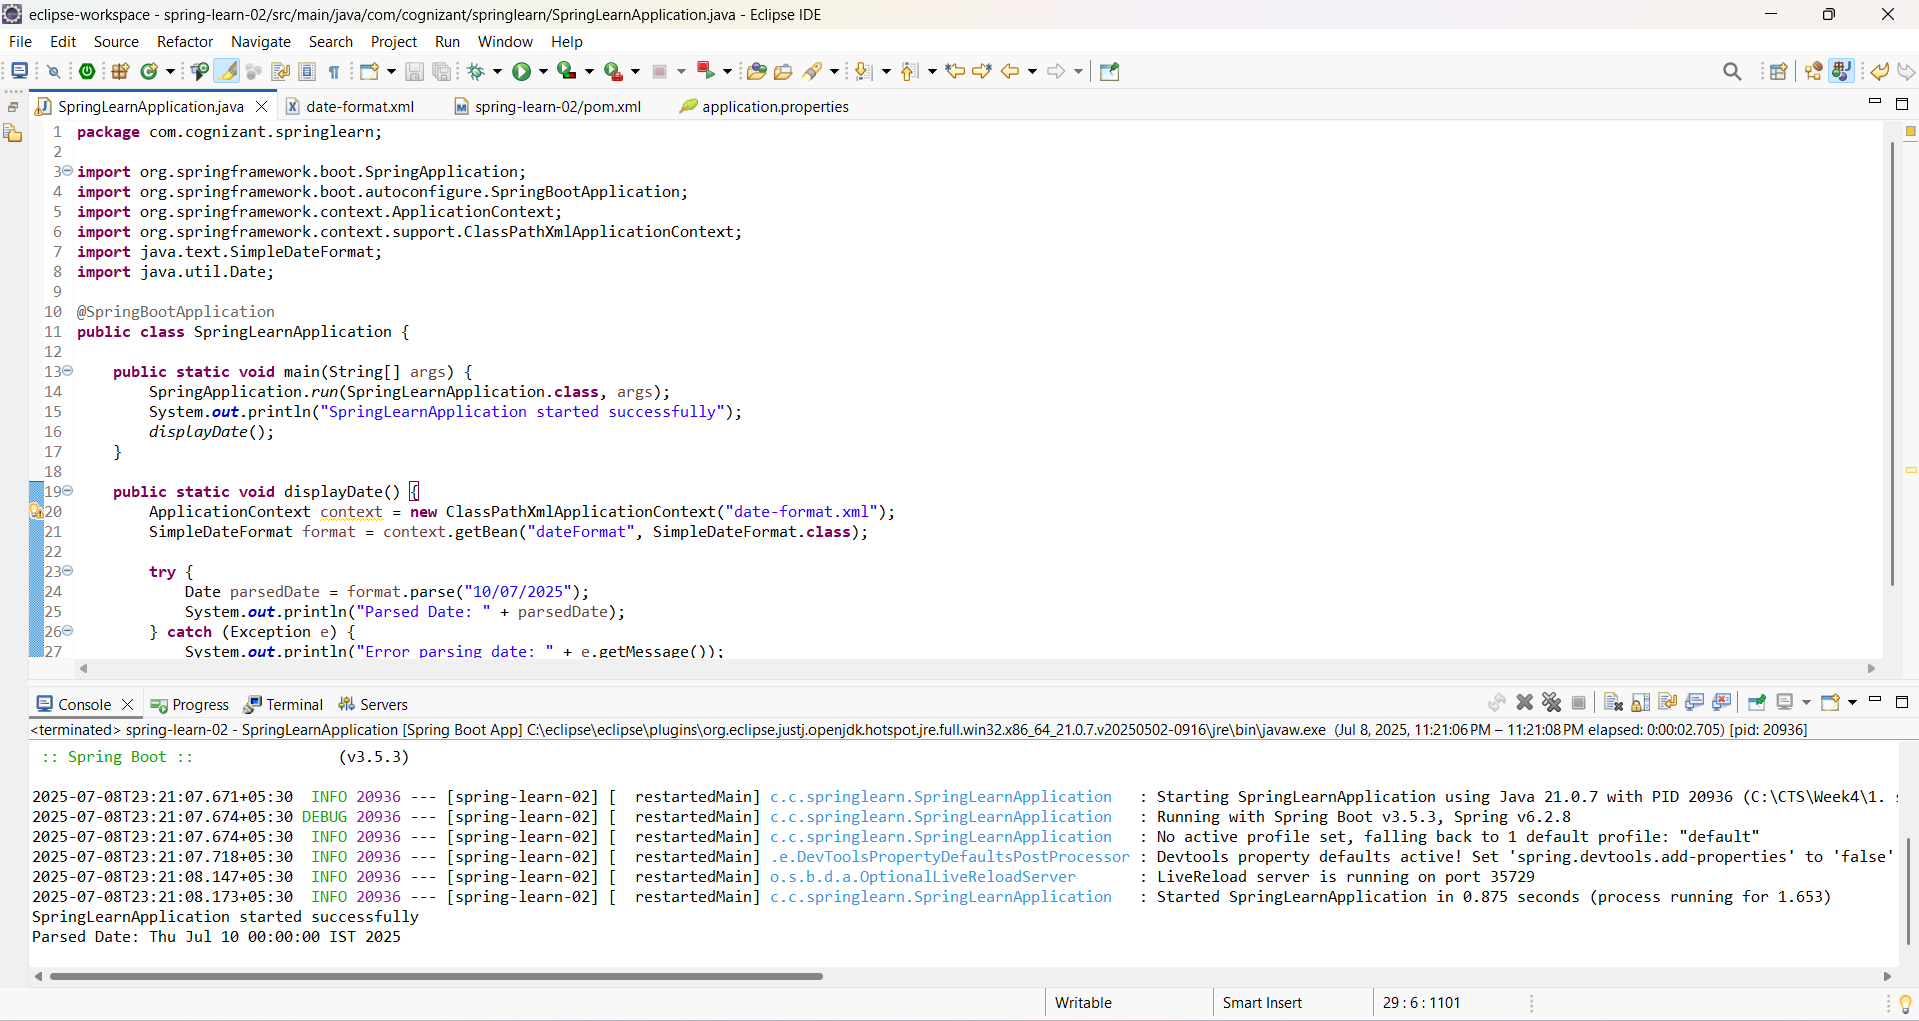 eclipse-workspace - spring-learn-02/src/main/java/com/cognizant/springlearn/SpringLearnApplication.java - Eclipse IDE
File Edit Source Refactor Navigate Search Project Run Window Help
SpringLearnApplication.java date-format.xml spring-learn-02/pom.xml application.properties
1 package com.cognizant.springlearn;
2
3 import org.springframework.boot.SpringApplication;
4 import org.springframework.boot.autoconfigure.SpringBootApplication;
5 import org.springframework.context.ApplicationContext;
6 import org.springframework.context.support.ClassPathXmlApplicationContext;
7 import java.text.SimpleDateFormat;
8 import java.util.Date;
9
10 @SpringBootApplication
11 public class SpringLearnApplication {
12
13 public static void main(String[] args) {
14 SpringApplication.run(SpringLearnApplication.class, args);
15 System.out.println("SpringLearnApplication started successfully");
16 displayDate();
17 }
18
19 public static void displayDate() {
20 ApplicationContext context = new ClassPathXmlApplicationContext("date-format.xml");
21 SimpleDateFormat format = context.getBean("dateFormat", SimpleDateFormat.class);
22
23 try {
24 Date parsedDate = format.parse("10/07/2025");
25 System.out.println("Parsed Date: " + parsedDate);
26 } catch (Exception e) {
27 System.out.println("Error parsing date: " + e.getMessage());
Console Progress Terminal Servers
<terminated> spring-learn-02 - SpringLearnApplication [Spring Boot App] C:\eclipse\eclipse\plugins\org.eclipse.justj.openjdk.hotspot.jre.full.win32.x86_64_21.0.7.v20250502-0916\jre\bin\javaw.exe (Jul 8, 2025, 11:21:06 PM – 11:21:08 PM elapsed: 0:00:02.705) [pid: 20936]
:: Spring Boot :: (v3.5.3)
2025-07-08T23:21:07.671+05:30 INFO 20936 --- [spring-learn-02] [ restartedMain] c.c.springlearn.SpringLearnApplication : Starting SpringLearnApplication using Java 21.0.7 with PID 20936 (C:\CTS\Week4\1.
2025-07-08T23:21:07.674+05:30 DEBUG 20936 --- [spring-learn-02] [ restartedMain] c.c.springlearn.SpringLearnApplication : Running with Spring Boot v3.5.3, Spring v6.2.8
2025-07-08T23:21:07.674+05:30 INFO 20936 --- [spring-learn-02] [ restartedMain] c.c.springlearn.SpringLearnApplication : No active profile set, falling back to 1 default profile: "default"
2025-07-08T23:21:07.718+05:30 INFO 20936 --- [spring-learn-02] [ restartedMain] .e.DevToolsPropertyDefaultsPostProcessor : Devtools property defaults active! Set 'spring.devtools.add-properties' to 'false'
2025-07-08T23:21:08.147+05:30 INFO 20936 --- [spring-learn-02] [ restartedMain] o.s.b.d.a.OptionalLiveReloadServer : LiveReload server is running on port 35729
2025-07-08T23:21:08.173+05:30 INFO 20936 --- [spring-learn-02] [ restartedMain] c.c.springlearn.SpringLearnApplication : Started SpringLearnApplication in 0.875 seconds (process running for 1.653)
SpringLearnApplication started successfully
Parsed Date: Thu Jul 10 00:00:00 IST 2025
Writable Smart Insert 29 : 6 : 1101